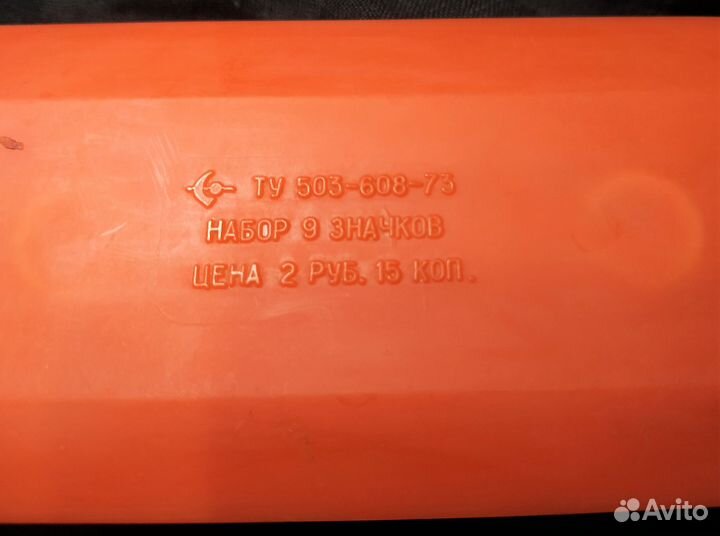 ТУ 503-608-73
НАБОР 9 ЗНАЧКОВ
ЦЕНА 2 РУБ. 15 КОП.
Avito